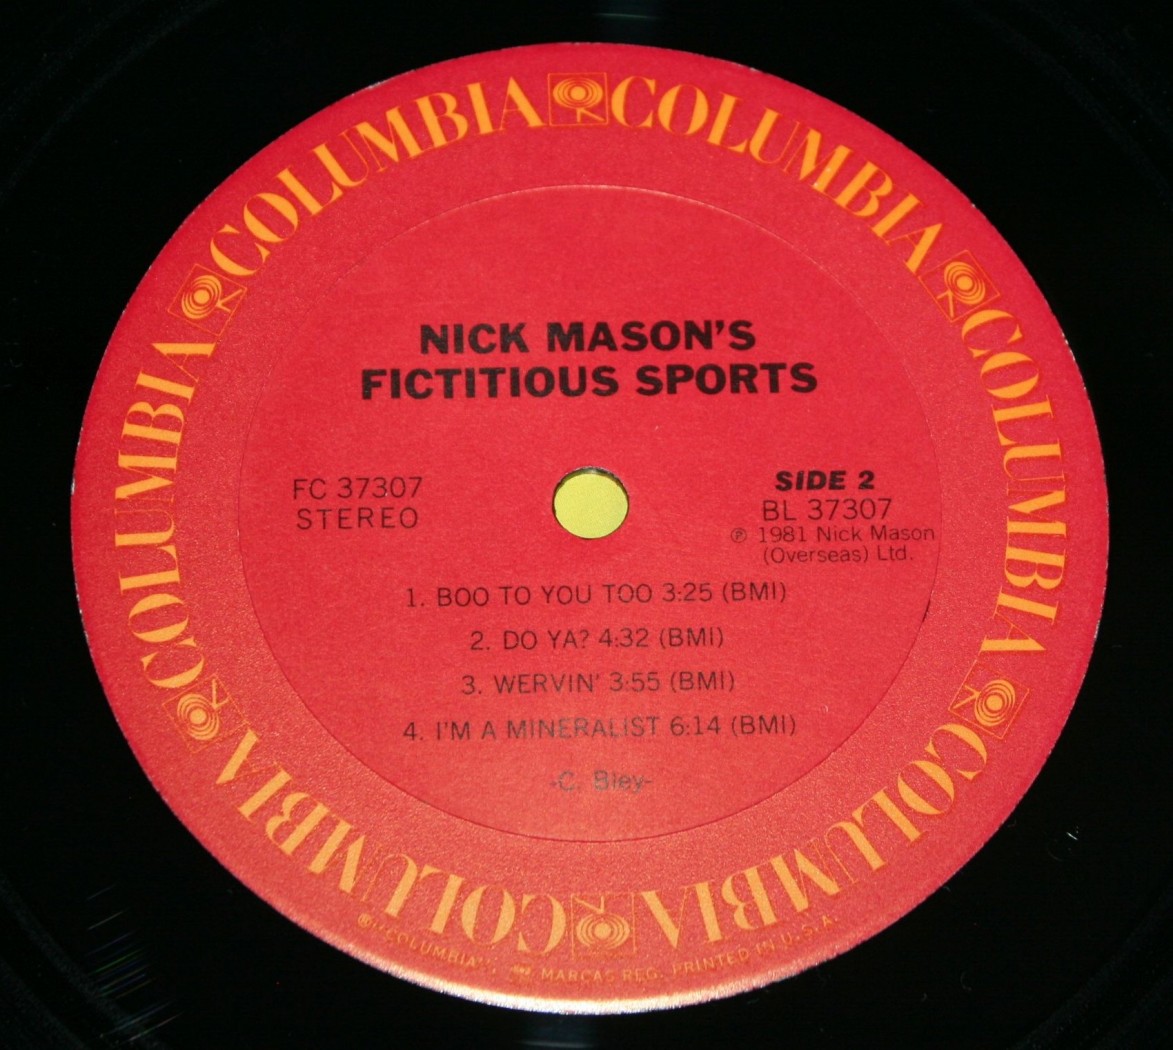 COLUMBIA COLUMBIA COLUMBIA COLUMBIA COLUMBIA COLUMBIA
NICK MASON'S
FICTITIOUS SPORTS
FC 37307
STEREO
SIDE 2
BL 37307
℗ 1981 Nick Mason
(Overseas) Ltd.
1. BOO TO YOU TOO 3:25 (BMI)
2. DO YA? 4:32 (BMI)
3. WERVIN' 3:55 (BMI)
4. I'M A MINERALIST 6:14 (BMI)
-C. Bley-
® "COLUMBIA", MARCAS REG. PRINTED IN U.S.A.